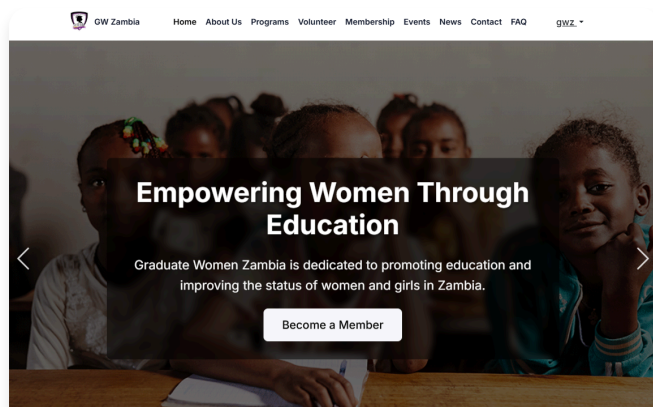 GW Zambia
Home About Us Programs Volunteer Membership Events News Contact FAQ gwz
Empowering Women Through
Education
Graduate Women Zambia is dedicated to promoting education and
improving the status of women and girls in Zambia.
Become a Member